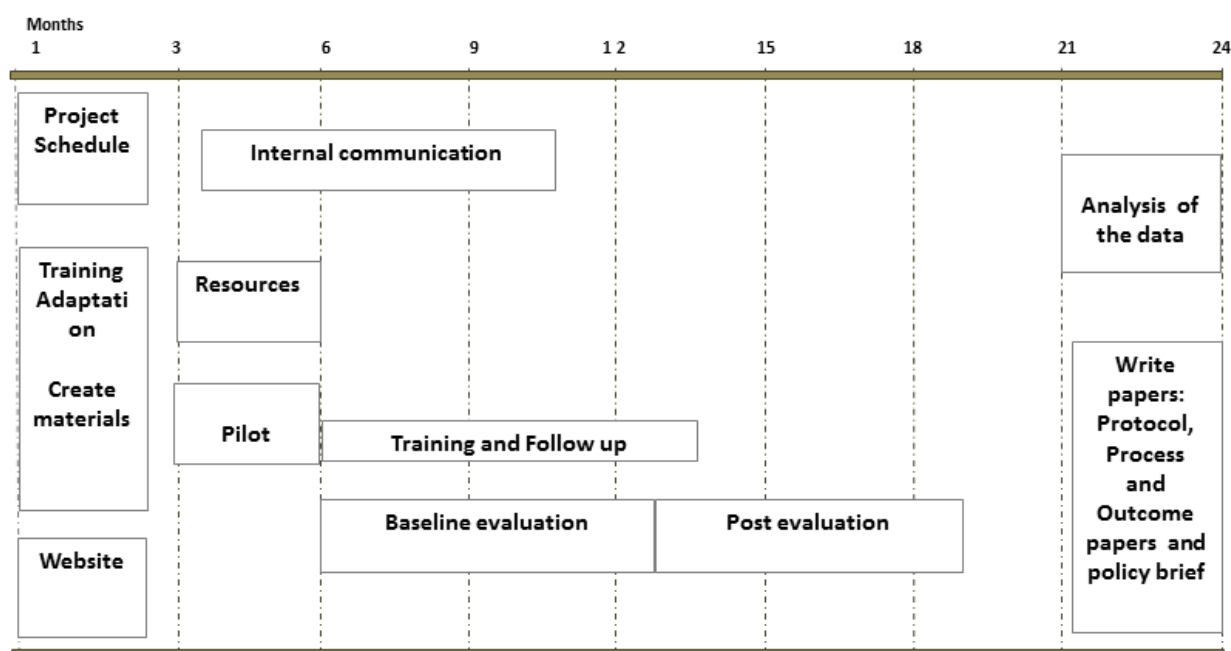 Months
1 3 6 9 1 2 15 18 21 24
Project
Schedule
Internal communication
Analysis of
the data
Training
Adaptati
on
Create
materials
Resources
Pilot
Training and Follow up
Write
papers:
Protocol,
Process
and
Outcome
papers and
policy brief
Baseline evaluation
Post evaluation
Website